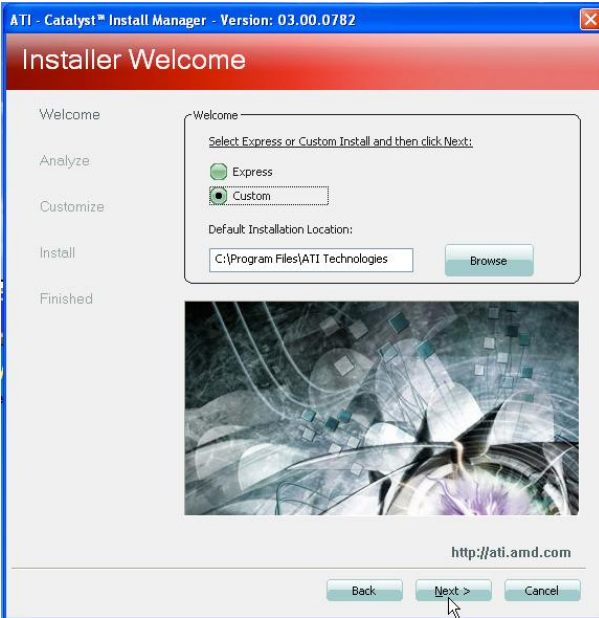 ATI - Catalyst™ Install Manager - Version: 03.00.0782
Installer Welcome
Welcome
Analyze
Customize
Install
Finished
Welcome
Select Express or Custom Install and then click Next:
Express
Custom
Default Installation Location:
C:\Program Files\ATI Technologies
Browse
http://ati.amd.com
Back
Next >
Cancel